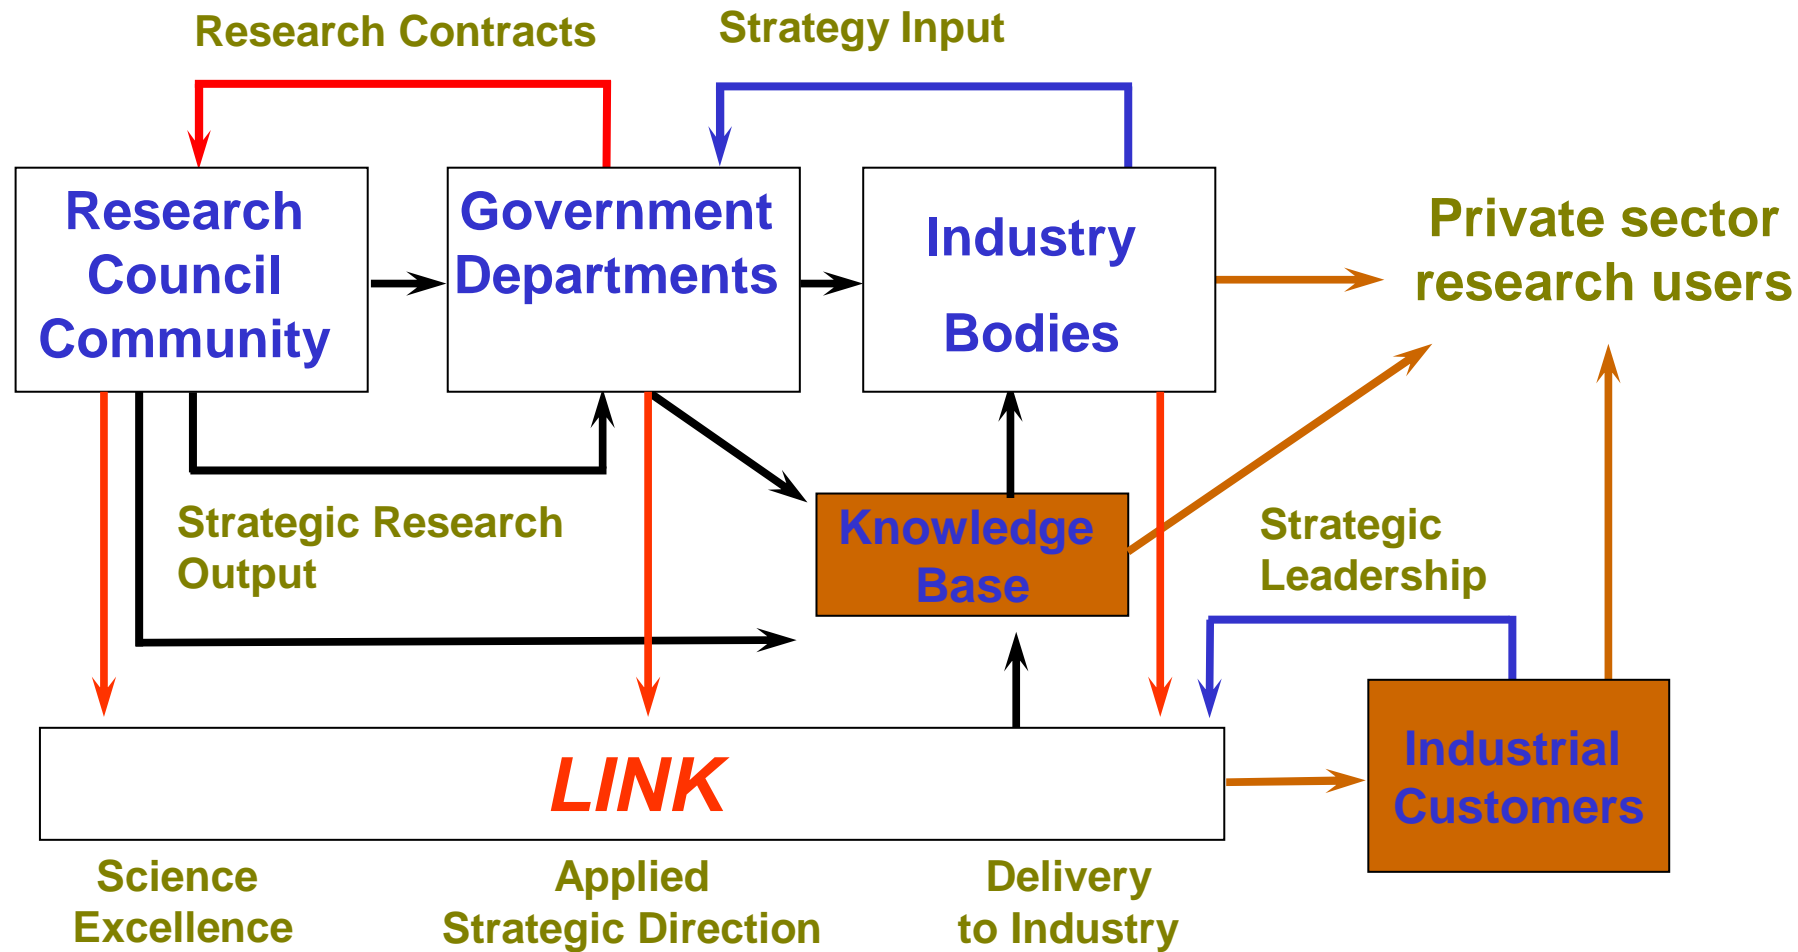 Research Contracts
Strategy Input
Research
Council
Community
Government
Departments
Industry
Bodies
Private sector
research users
Strategic Research
Output
Knowledge
Base
Strategic
Leadership
LINK
Industrial
Customers
Science
Excellence
Applied
Strategic Direction
Delivery
to Industry